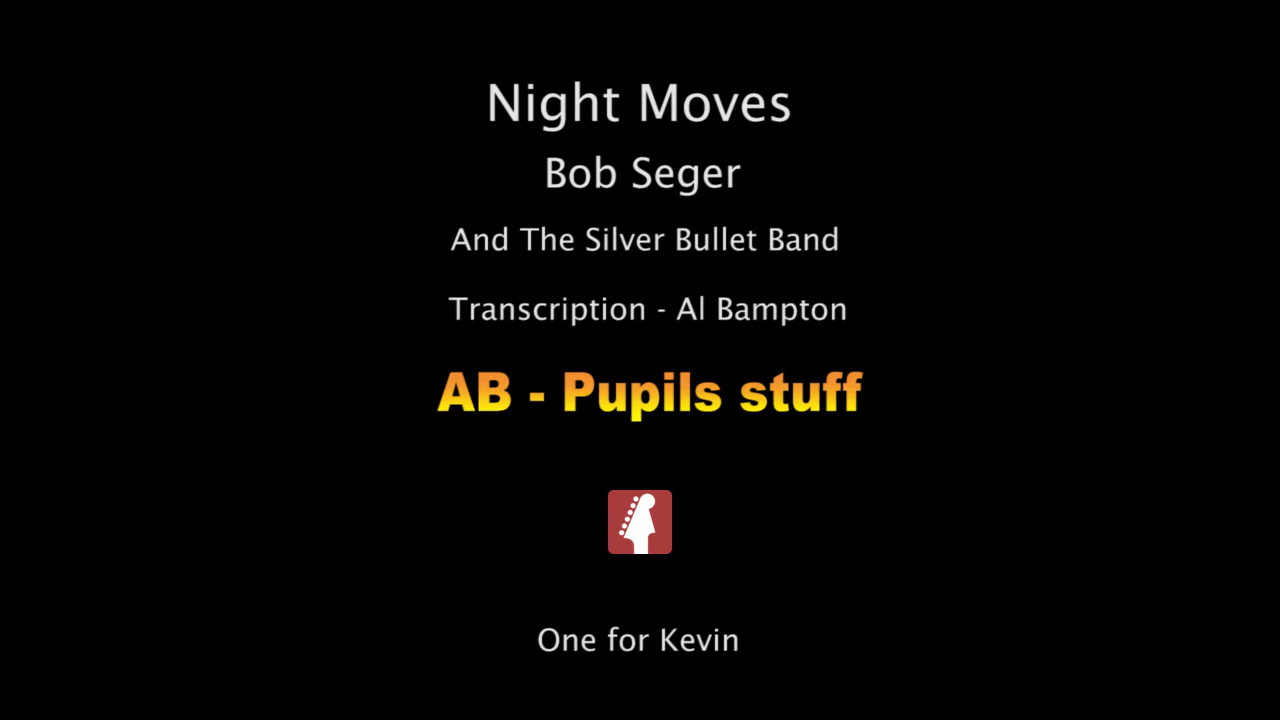 Night Moves
Bob Seger
And The Silver Bullet Band
Transcription - Al Bampton
AB - Pupils stuff
One for Kevin